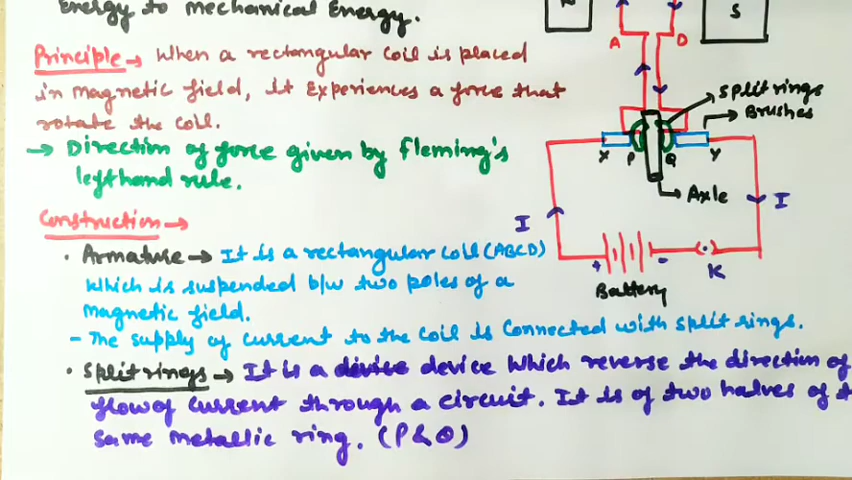 Energy to mechanical Energy.
Principle → When a rectangular coil is placed
in magnetic field, it Experiences a force that
rotate the coil.
→ Direction of force given by Fleming's
left hand rule.
Construction →
• Armature → It is a rectangular coil (ABCD)
which is suspended b/w two poles of a
magnetic field.
- The supply of current to the coil is connected with split rings.
• Split rings → It is a device which reverse the direction of
flow of current through a circuit. It is of two halves of
same metallic ring. (P & Q)
N
S
A
D
Split rings
Brushes
X
P
Q
Y
Axle
I
I
+
-
K
Battery